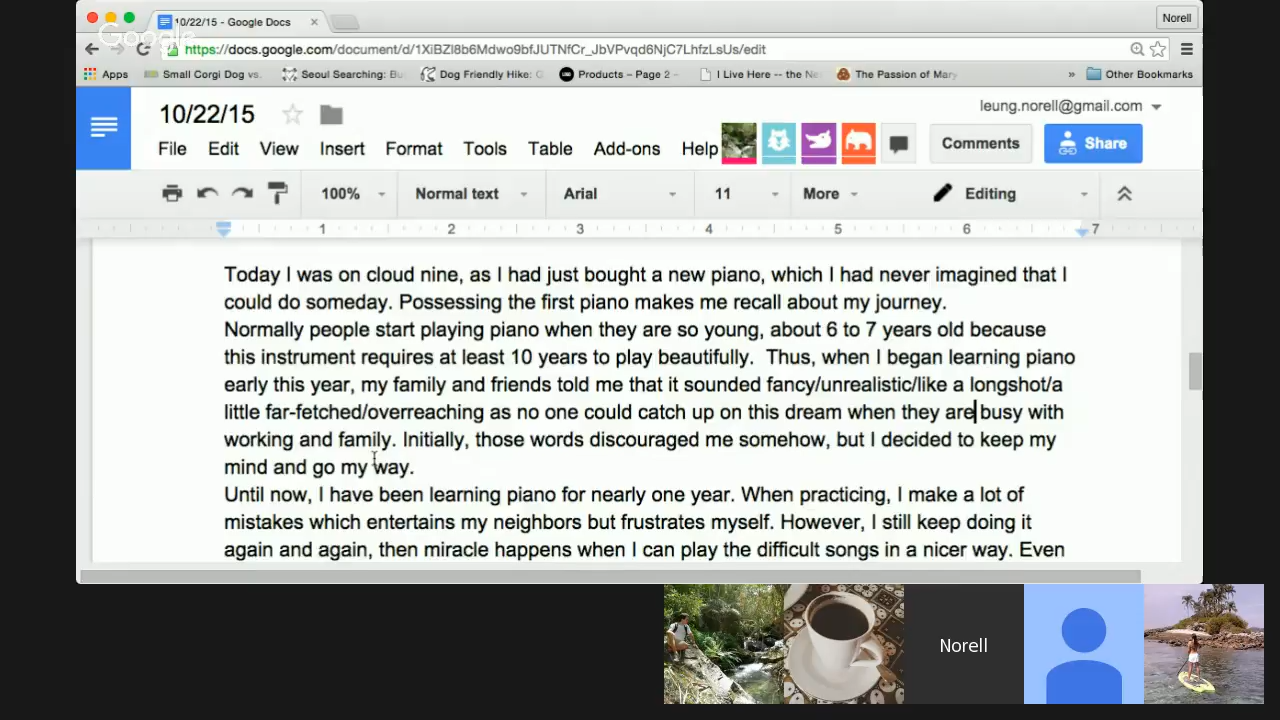 10/22/15 - Google Docs
Norell
Google
https://docs.google.com/document/d/1XiBZl8b6Mdwo9bfJUTNfCr_JbVPvqd6NjC7LhfzLsUs/edit
Apps Small Corgi Dog vs. Seoul Searching: Bu Dog Friendly Hike: Products – Page 2 – I Live Here -- the Ne The Passion of Mary » Other Bookmarks
10/22/15
leung.norell@gmail.com
File Edit View Insert Format Tools Table Add-ons Help
Comments Share
100% Normal text Arial 11 More Editing
1 2 3 4 5 6 7
Today I was on cloud nine, as I had just bought a new piano, which I had never imagined that I
could do someday. Possessing the first piano makes me recall about my journey.
Normally people start playing piano when they are so young, about 6 to 7 years old because
this instrument requires at least 10 years to play beautifully.  Thus, when I began learning piano
early this year, my family and friends told me that it sounded fancy/unrealistic/like a longshot/a
little far-fetched/overreaching as no one could catch up on this dream when they are busy with
working and family. Initially, those words discouraged me somehow, but I decided to keep my
mind and go my way.
Until now, I have been learning piano for nearly one year. When practicing, I make a lot of
mistakes which entertains my neighbors but frustrates myself. However, I still keep doing it
again and again, then miracle happens when I can play the difficult songs in a nicer way. Even
Norell